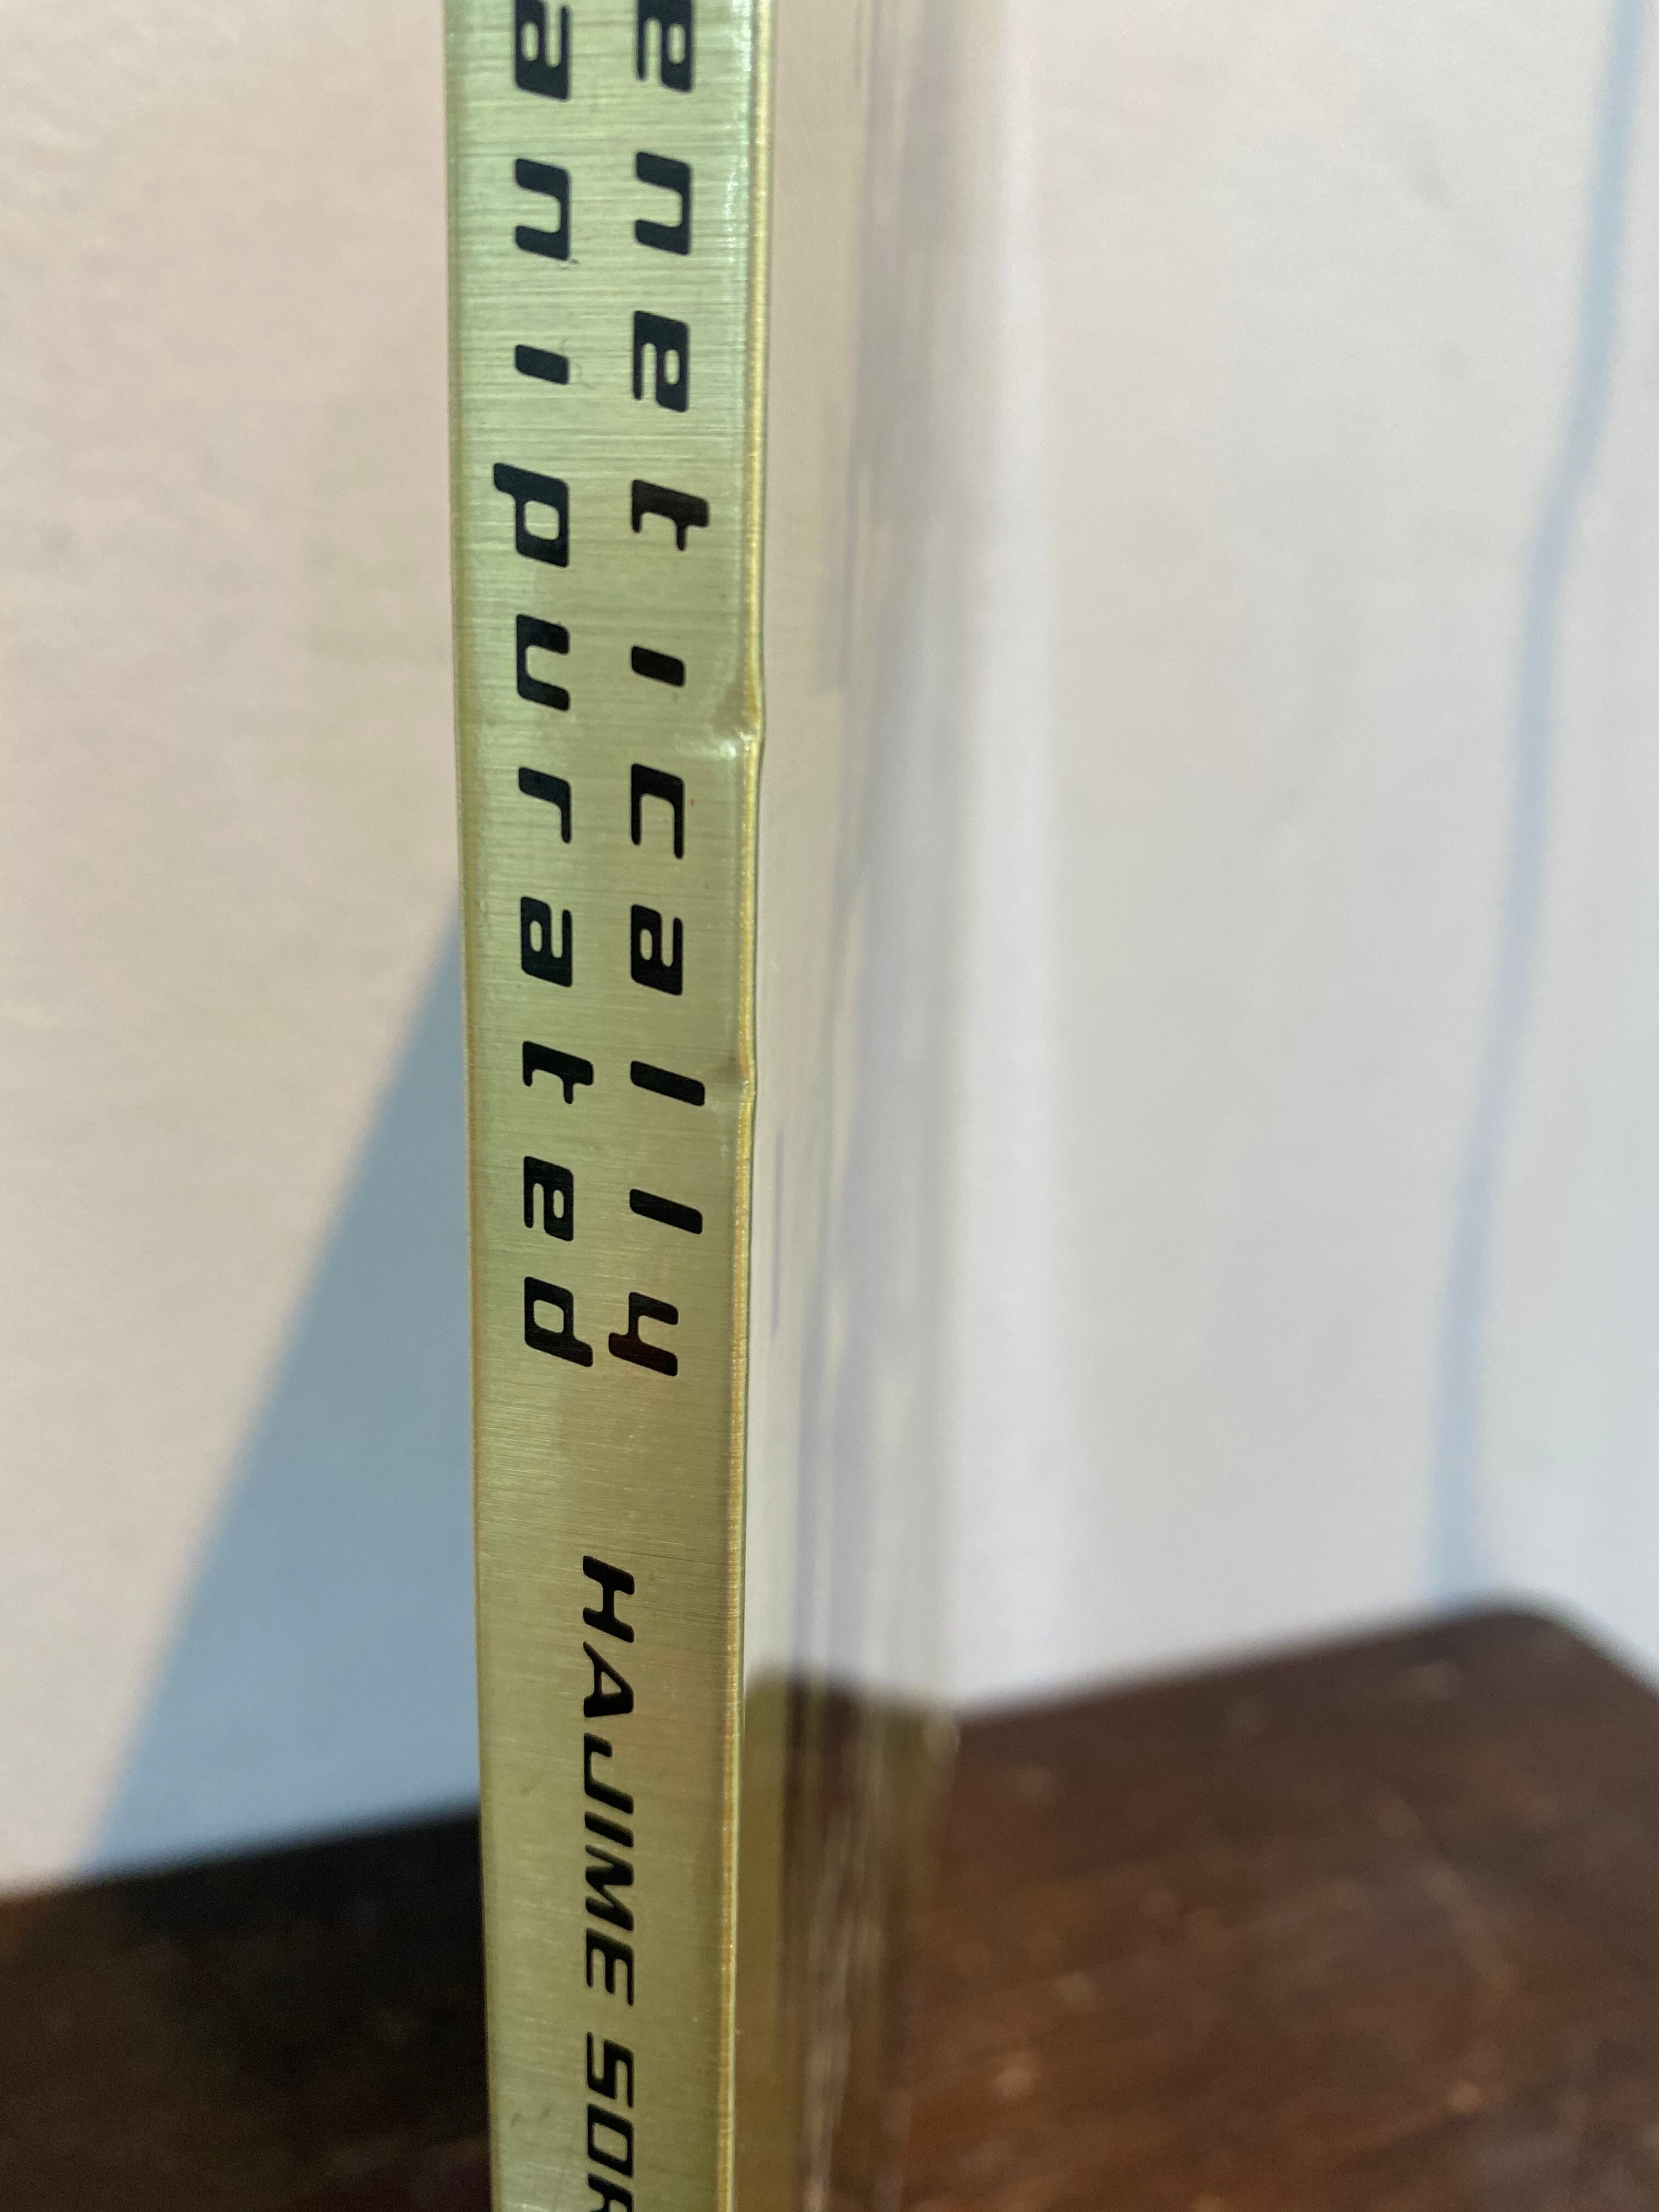 enetically
anipurated
HAJIME SOR